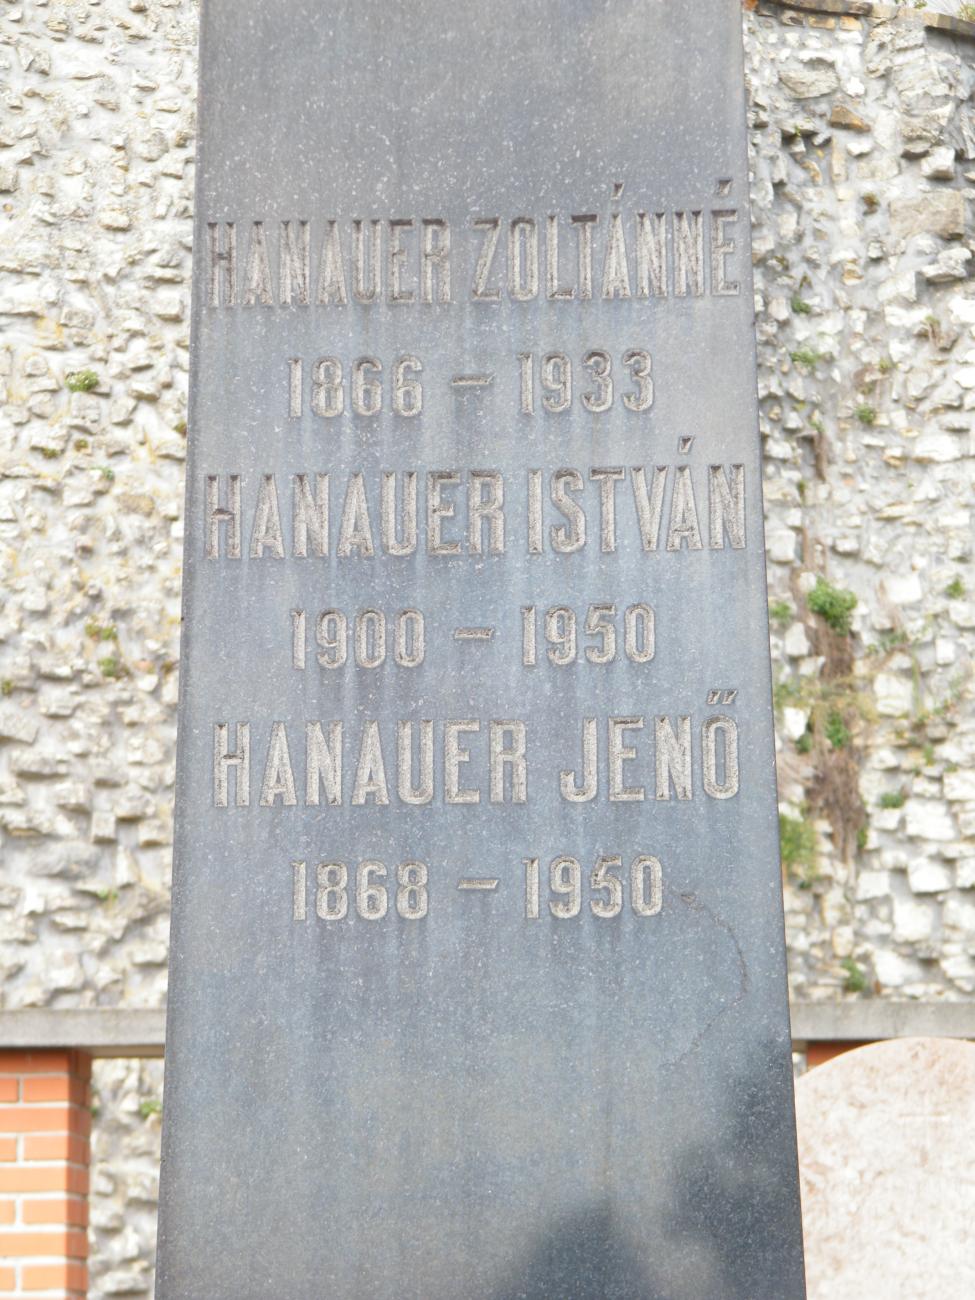 HANAUER ZOLTÁNNÉ
1866 – 1933
HANAUER ISTVÁN
1900 – 1950
HANAUER JENŐ
1868 – 1950